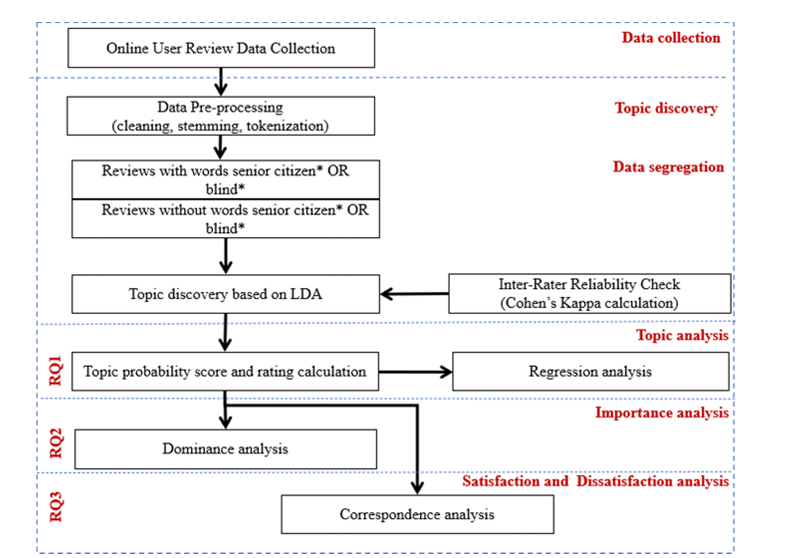 Online User Review Data Collection
Data collection
Data Pre-processing
(cleaning, stemming, tokenization)
Topic discovery
Reviews with words senior citizen* OR
blind*
Data segregation
Reviews without words senior citizen* OR
blind*
Topic discovery based on LDA
Inter-Rater Reliability Check
(Cohen's Kappa calculation)
Topic analysis
RQ1
Topic probability score and rating calculation
Regression analysis
Importance analysis
RQ2
Dominance analysis
Satisfaction and Dissatisfaction analysis
RQ3
Correspondence analysis